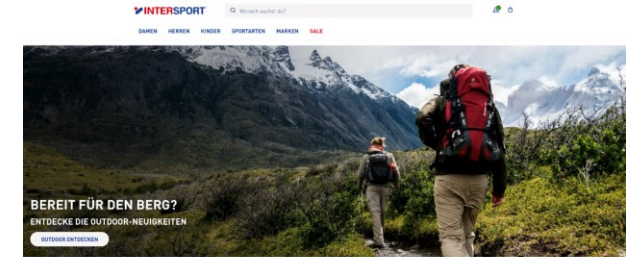 INTERSPORT
Wonach suchst du?
DAMEN HERREN KINDER SPORTARTEN MARKEN SALE
BEREIT FÜR DEN BERG?
ENTDECKE DIE OUTDOOR-NEUIGKEITEN
OUTDOOR ENTDECKEN